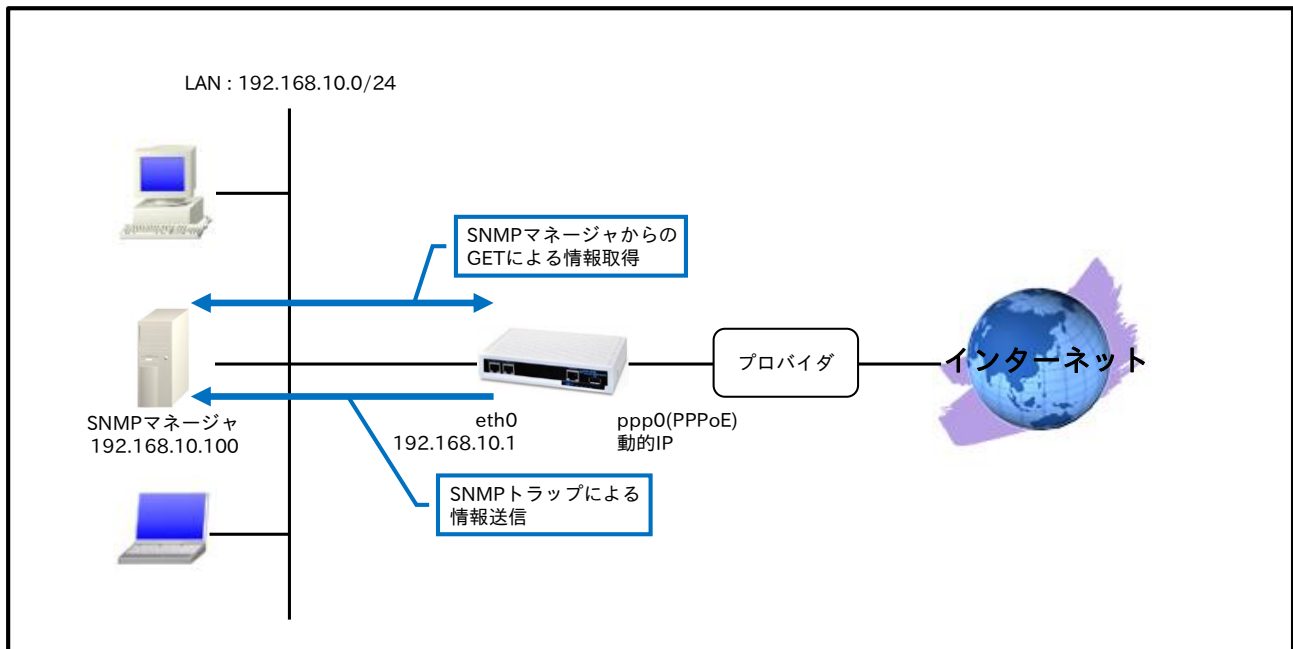 LAN : 192.168.10.0/24
SNMPマネージャからの
GETによる情報取得
プロバイダ
インターネット
SNMPマネージャ
192.168.10.100
eth0
192.168.10.1
ppp0(PPPoE)
動的IP
SNMPトラップによる
情報送信